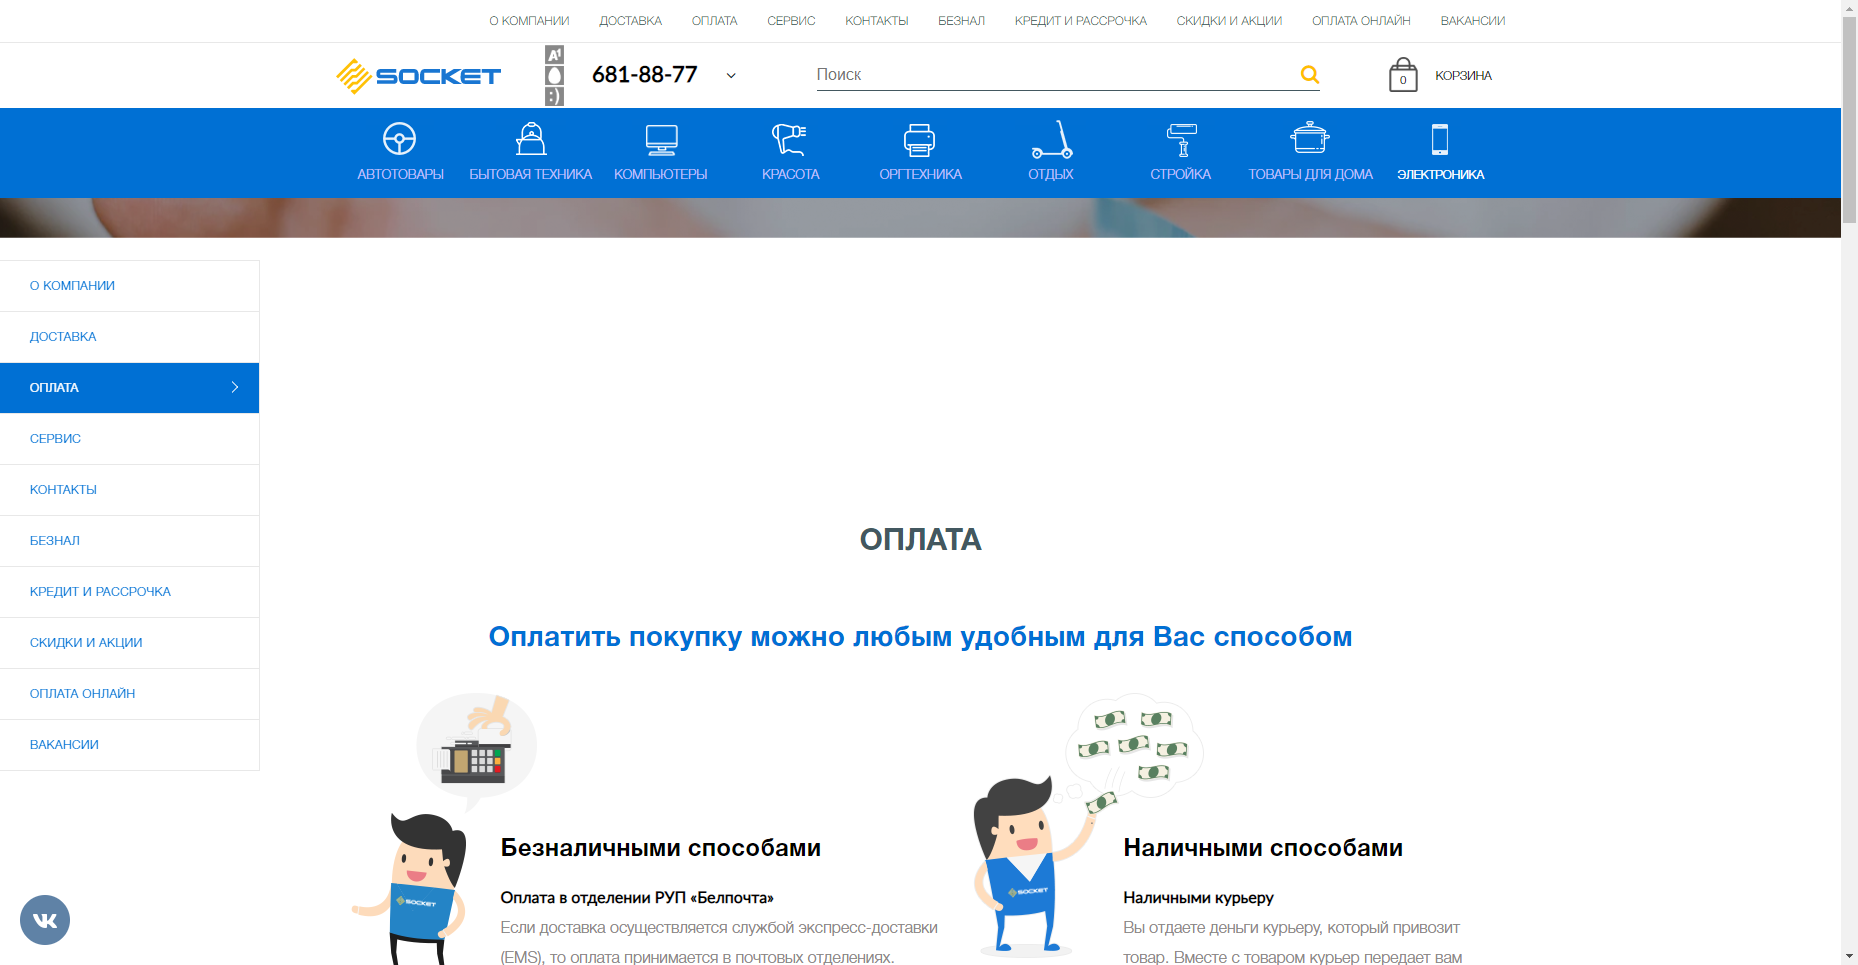 О КОМПАНИИ ДОСТАВКА ОПЛАТА СЕРВИС КОНТАКТЫ БЕЗНАЛ КРЕДИТ И РАССРОЧКА СКИДКИ И АКЦИИ ОПЛАТА ОНЛАЙН ВАКАНСИИ
SOCKET
A1
:)
681-88-77
Поиск
0
КОРЗИНА
АВТОТОВАРЫ БЫТОВАЯ ТЕХНИКА КОМПЬЮТЕРЫ КРАСОТА ОРГТЕХНИКА ОТДЫХ СТРОЙКА ТОВАРЫ ДЛЯ ДОМА ЭЛЕКТРОНИКА
О КОМПАНИИ
ДОСТАВКА
ОПЛАТА
СЕРВИС
КОНТАКТЫ
БЕЗНАЛ
КРЕДИТ И РАССРОЧКА
СКИДКИ И АКЦИИ
ОПЛАТА ОНЛАЙН
ВАКАНСИИ
ОПЛАТА
Оплатить покупку можно любым удобным для Вас способом
SOCKET
Безналичными способами
Оплата в отделении РУП «Белпочта»
Если доставка осуществляется службой экспресс-доставки
(EMS), то оплата принимается в почтовых отделениях.
SOCKET
Наличными способами
Наличными курьеру
Вы отдаете деньги курьеру, который привозит
товар. Вместе с товаром курьер передает вам